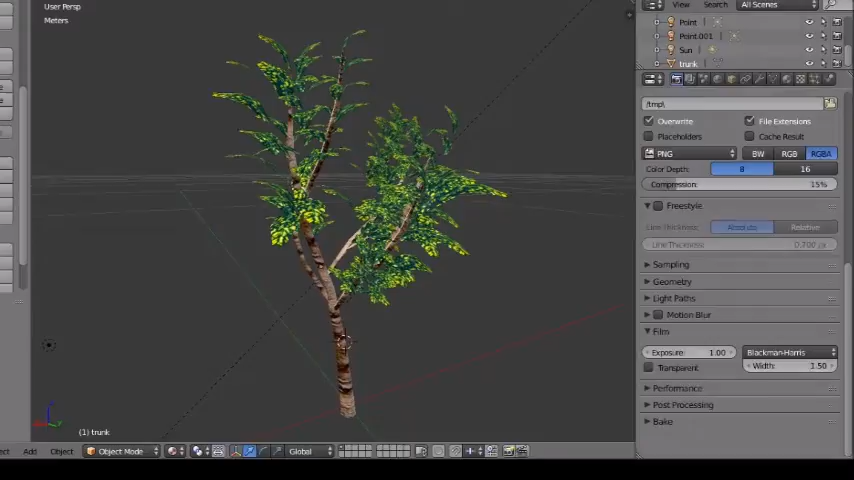 User Persp
Meters
View Search All Scenes
Point
Point.001
Sun
trunk
/tmp\
Overwrite File Extensions
Placeholders Cache Result
PNG BW RGB RGBA
Color Depth: 8 16
Compression: 15%
Freestyle
Line Thickness: Absolute Relative
Line Thickness: 0.700 px
Sampling
Geometry
Light Paths
Motion Blur
Film
Exposure: 1.00 Blackman-Harris
Transparent Width: 1.50
Performance
Post Processing
Bake
(1) trunk
Add Object Object Mode Global